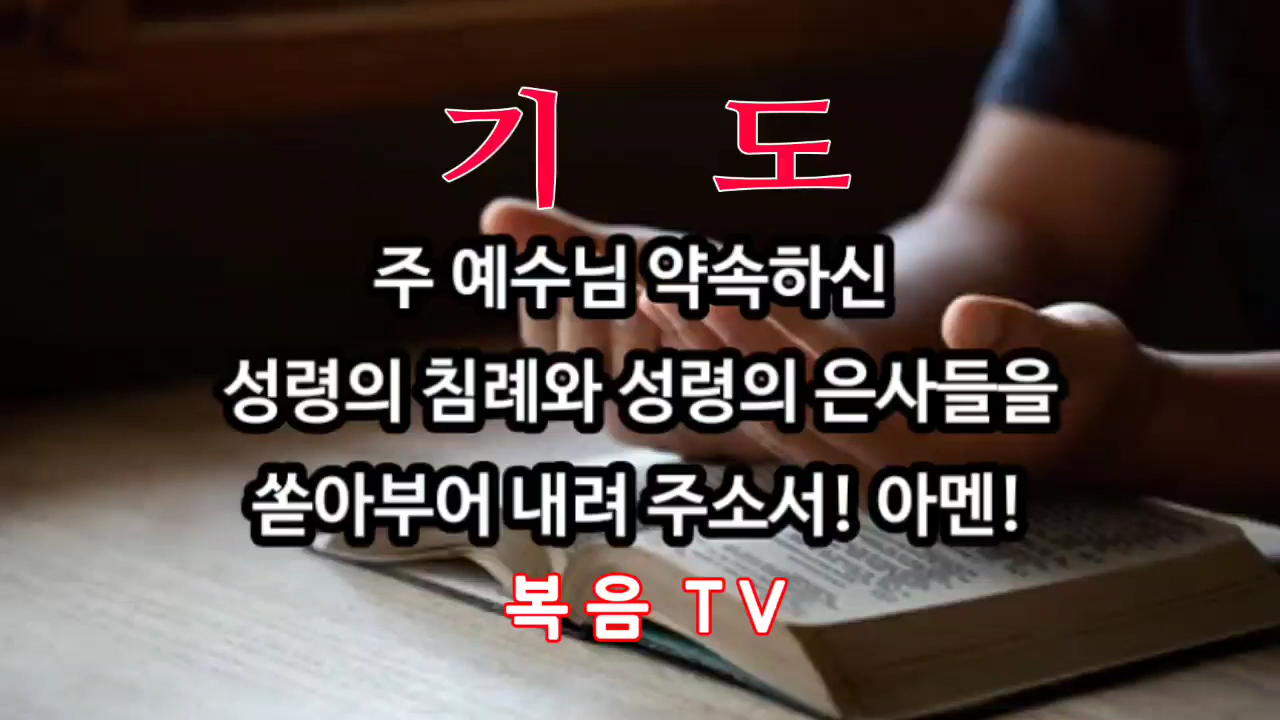 기 도
주 예수님 약속하신
성령의 침례와 성령의 은사들을
쏟아부어 내려 주소서! 아멘!
복음 TV